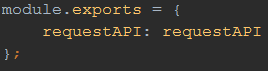 module.exports = {
    requestAPI: requestAPI
};